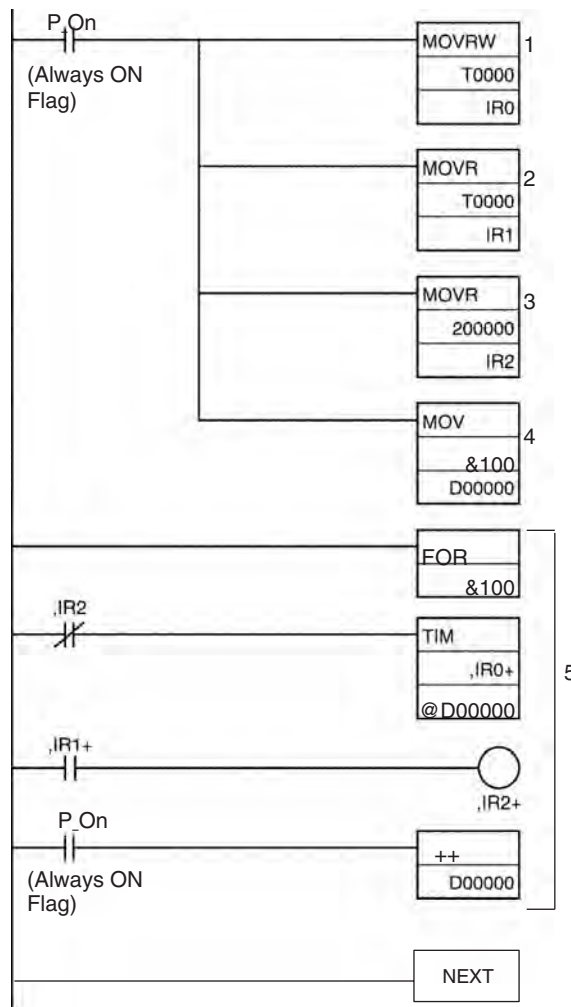 P_On
MOVRW
1
(Always ON
Flag)
T0000
IR0
MOVR
2
T0000
IR1
MOVR
3
200000
IR2
MOV
4
&100
D00000
FOR
&100
,IR2
TIM
,IR0+
5
@D00000
,IR1+
,IR2+
P_On
++
(Always ON
Flag)
D00000
NEXT